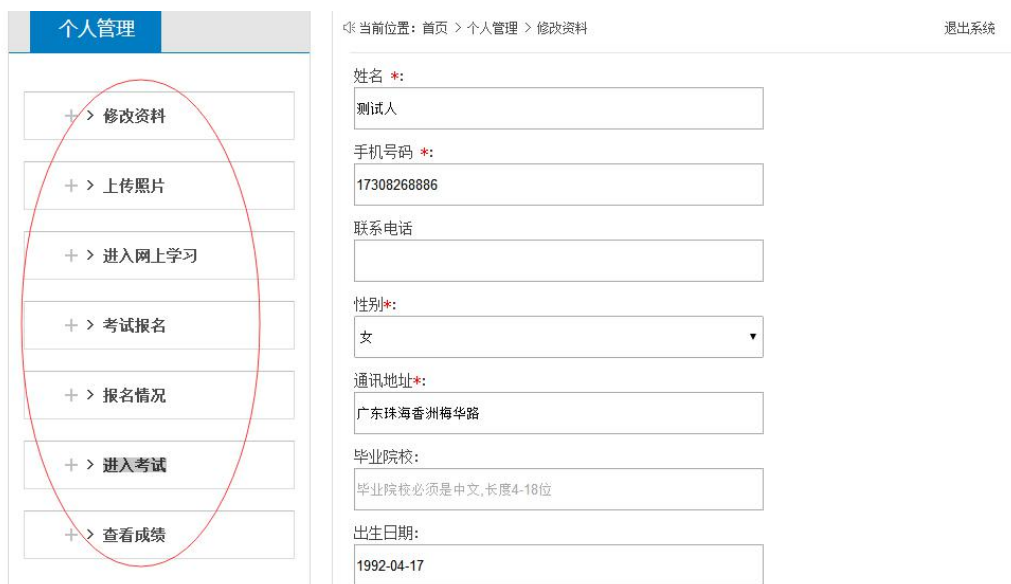 个人管理
当前位置：首页 > 个人管理 > 修改资料
退出系统
+ > 修改资料
+ > 上传照片
+ > 进入网上学习
+ > 考试报名
+ > 报名情况
+ > 进入考试
+ > 查看成绩
姓名 *:
测试人
手机号码 *:
17308268886
联系电话
性别*:
女
通讯地址*:
广东珠海香洲梅华路
毕业院校:
毕业院校必须是中文,长度4-18位
出生日期:
1992-04-17